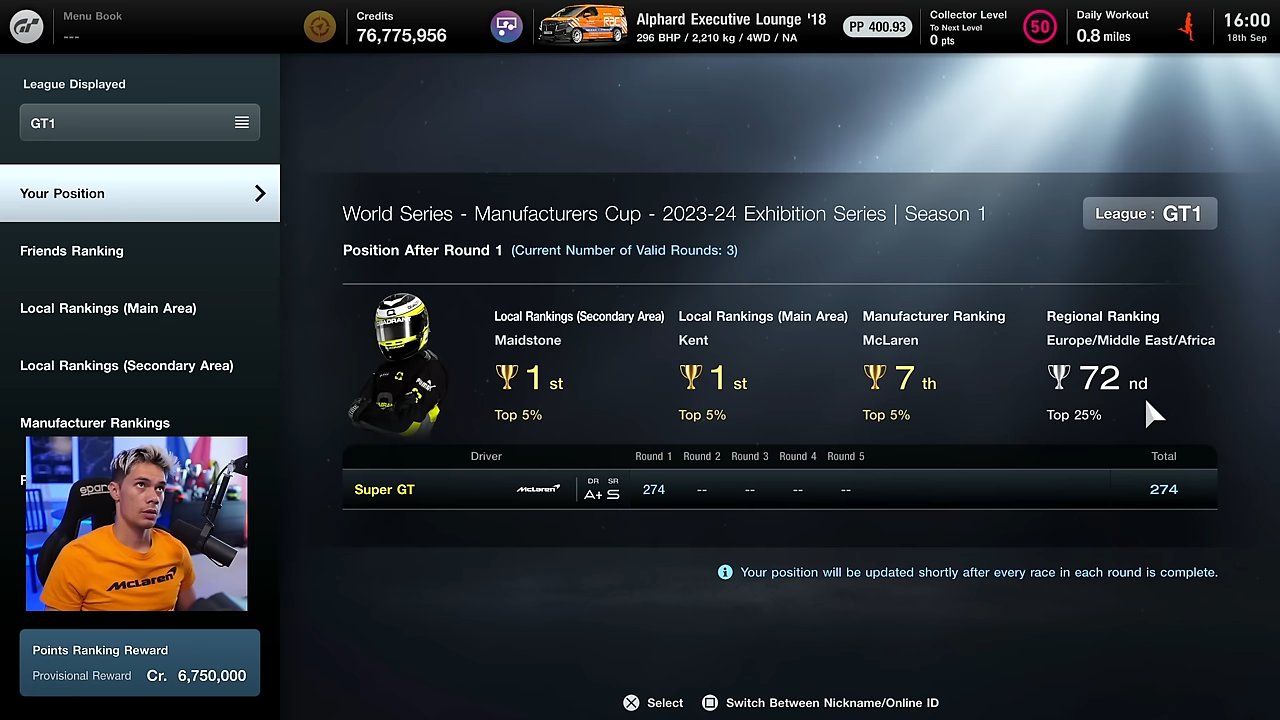 Menu Book
---
Credits
76,775,956
Alphard Executive Lounge '18
296 BHP / 2,210 kg / 4WD / NA
PP 400.93
Collector Level
To Next Level
0 pts
50
Daily Workout
0.8 miles
16:00
18th Sep
League Displayed
GT1
Your Position
Friends Ranking
Local Rankings (Main Area)
Local Rankings (Secondary Area)
Manufacturer Rankings
World Series - Manufacturers Cup - 2023-24 Exhibition Series | Season 1
League : GT1
Position After Round 1 (Current Number of Valid Rounds: 3)
Local Rankings (Secondary Area)
Maidstone
1 st
Top 5%
Local Rankings (Main Area)
Kent
1 st
Top 5%
Manufacturer Ranking
McLaren
7 th
Top 5%
Regional Ranking
Europe/Middle East/Africa
72 nd
Top 25%
Driver Round 1 Round 2 Round 3 Round 4 Round 5 Total
Super GT McLaren DR A+ SR S 274 -- -- -- -- 274
Your position will be updated shortly after every race in each round is complete.
sparco
McLaren
Points Ranking Reward
Provisional Reward Cr. 6,750,000
Select Switch Between Nickname/Online ID